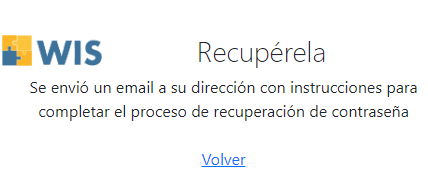 WIS Recupérela
Se envió un email a su dirección con instrucciones para
completar el proceso de recuperación de contraseña
Volver